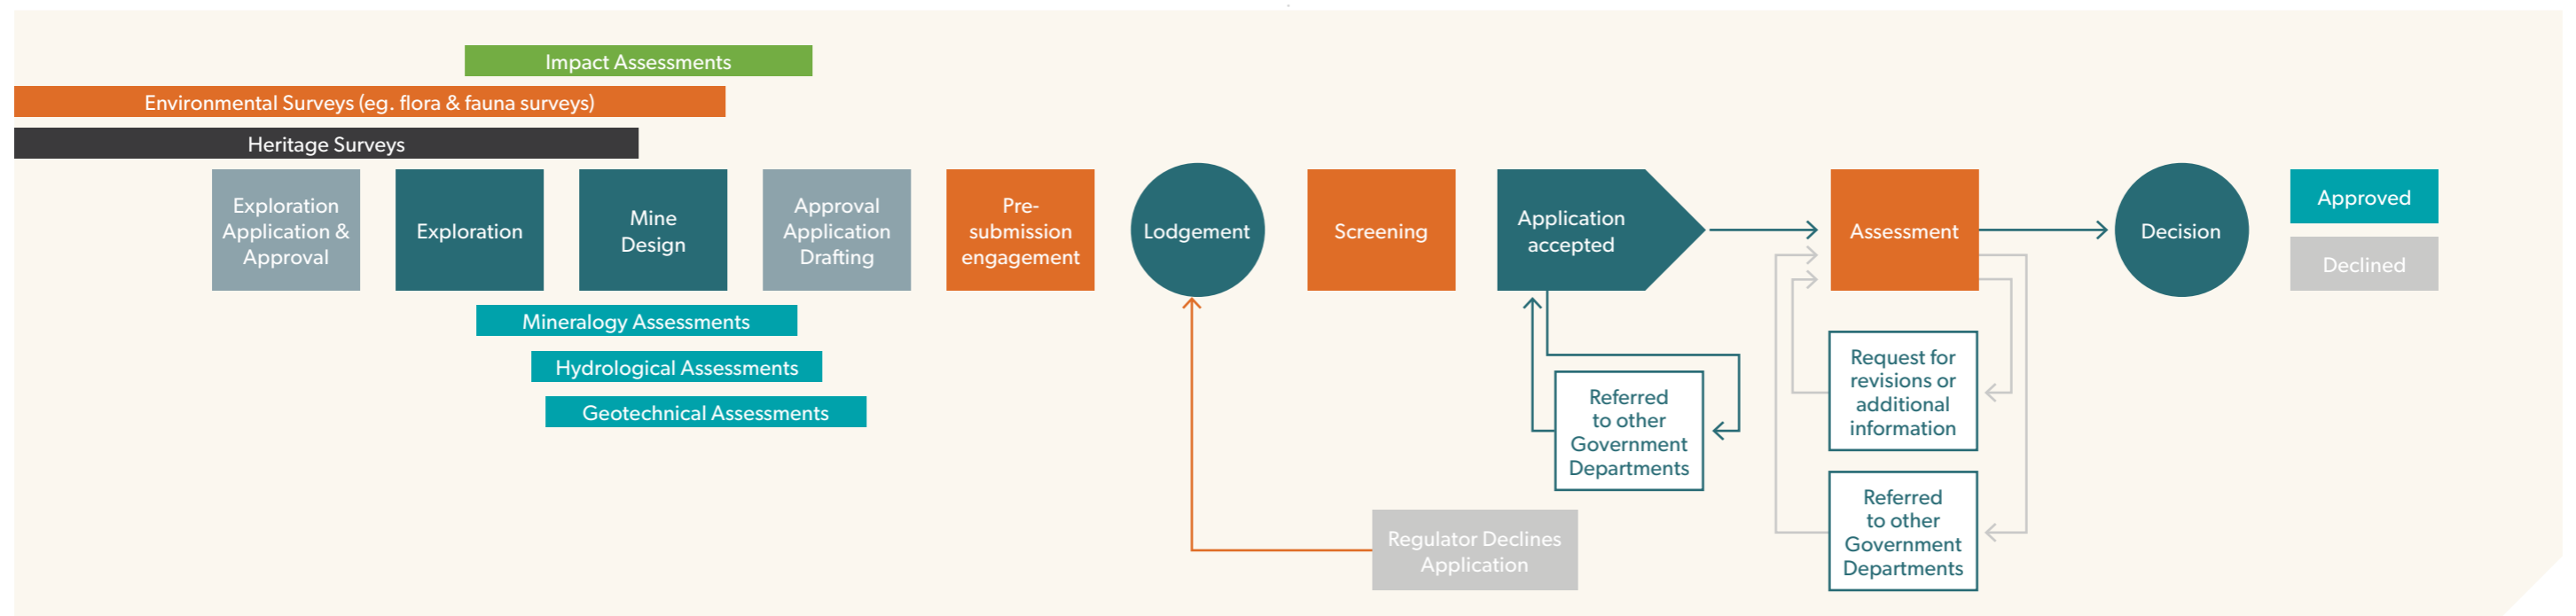 Impact Assessments
Environmental Surveys (eg. flora & fauna surveys)
Heritage Surveys
Exploration
Application &
Approval
Exploration
Mine
Design
Approval
Application
Drafting
Pre-
submission
engagement
Lodgement
Screening
Application
accepted
Assessment
Decision
Approved
Declined
Mineralogy Assessments
Hydrological Assessments
Geotechnical Assessments
Referred
to other
Government
Departments
Request for
revisions or
additional
information
Referred
to other
Government
Departments
Regulator Declines
Application